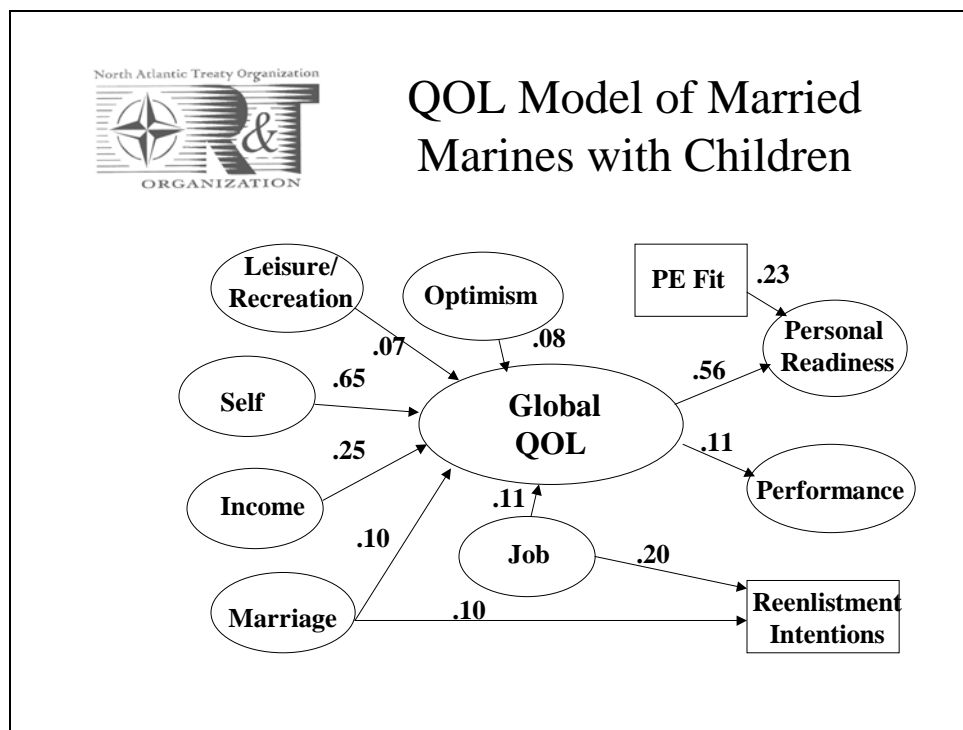 North Atlantic Treaty Organization
R&T
ORGANIZATION
QOL Model of Married
Marines with Children
Leisure/
Recreation
Optimism
PE Fit
.23
Personal
Readiness
.07
.08
.65
.56
Self
Global
QOL
.25
.11
Income
Performance
.11
.10
Job
.20
Marriage
.10
Reenlistment
Intentions